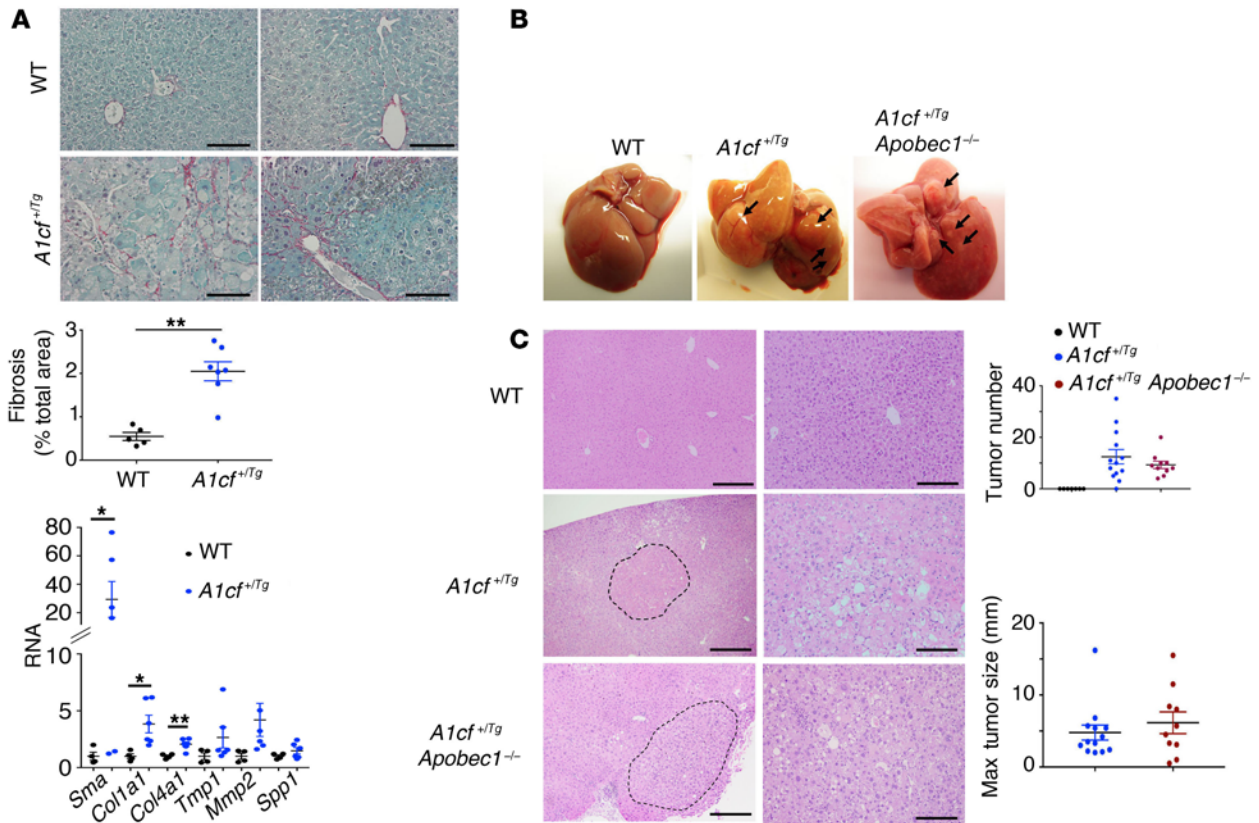 A
WT
A1cf +/Tg
Fibrosis
(% total area)
3
2
1
0
**
WT
A1cf +/Tg
RNA
80
60
40
20
10
5
0
*
*
**
WT
A1cf +/Tg
Sma
Col1a1
Col4a1
Tmp1
Mmp2
Spp1
B
WT
A1cf +/Tg
A1cf +/Tg
Apobec1–/–
C
WT
A1cf +/Tg
A1cf +/Tg
Apobec1–/–
WT
A1cf +/Tg
A1cf +/Tg Apobec1–/–
Tumor number
40
20
0
Max tumor size (mm)
20
10
0